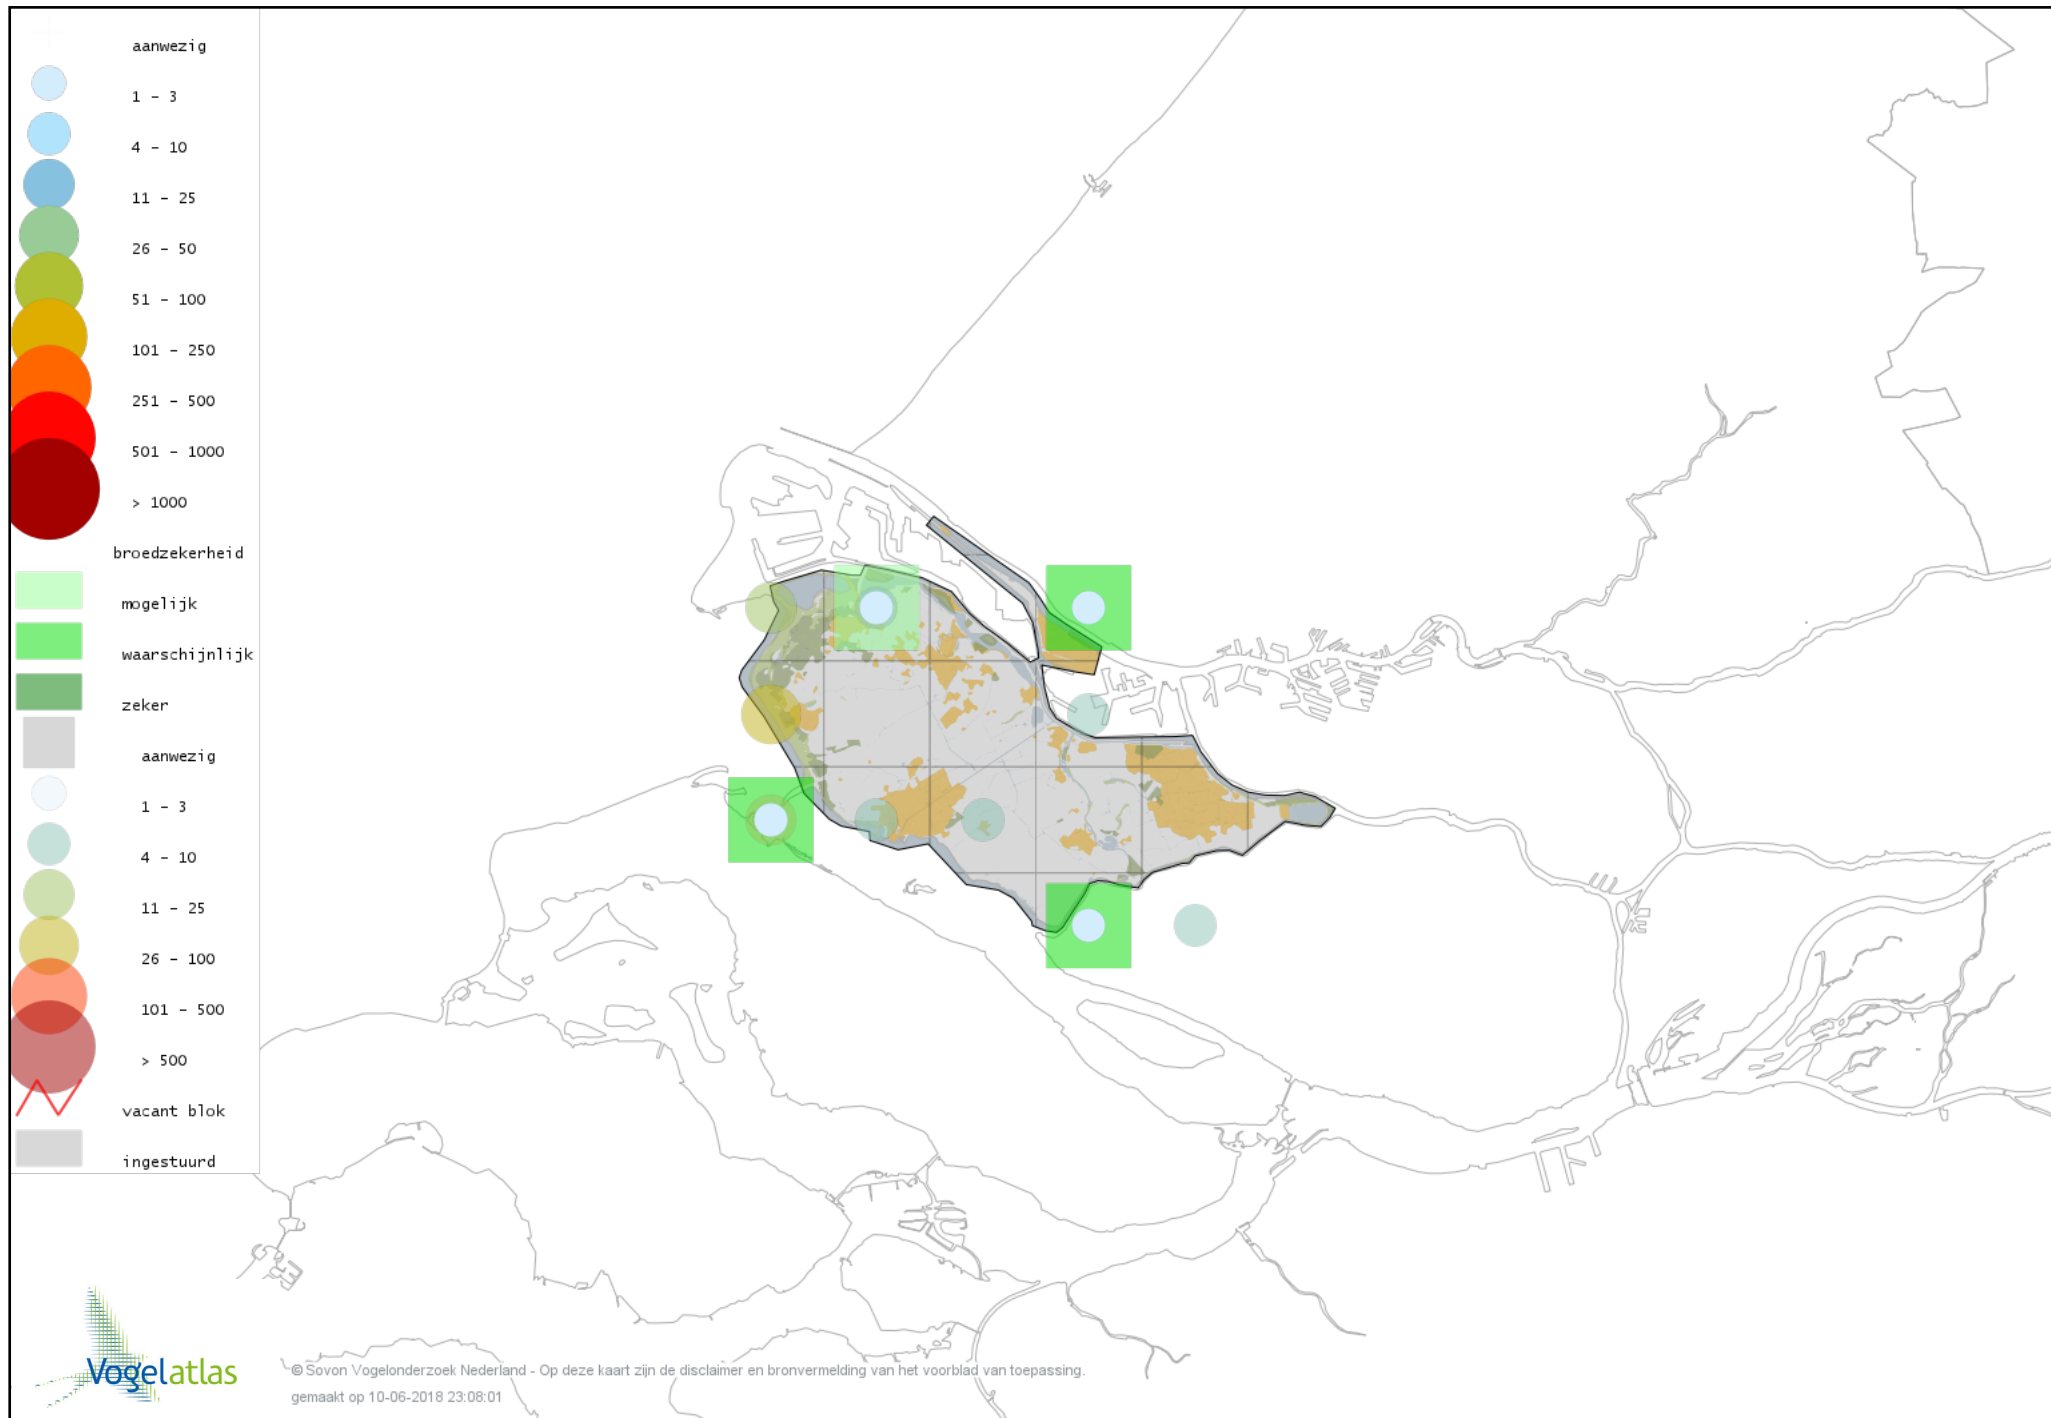 aanwezig
1 - 3
4 - 10
11 - 25
26 - 50
51 - 100
101 - 250
251 - 500
501 - 1000
> 1000
broedzekerheid
mogelijk
waarschijnlijk
zeker
aanwezig
1 - 3
4 - 10
11 - 25
26 - 100
101 - 500
> 500
vacant blok
ingestuurd
Vogelatlas
© Sovon Vogelonderzoek Nederland - Op deze kaart zijn de disclaimer en bronvermelding van het voorblad van toepassing.
gemaakt op 10-06-2018 23:08:01